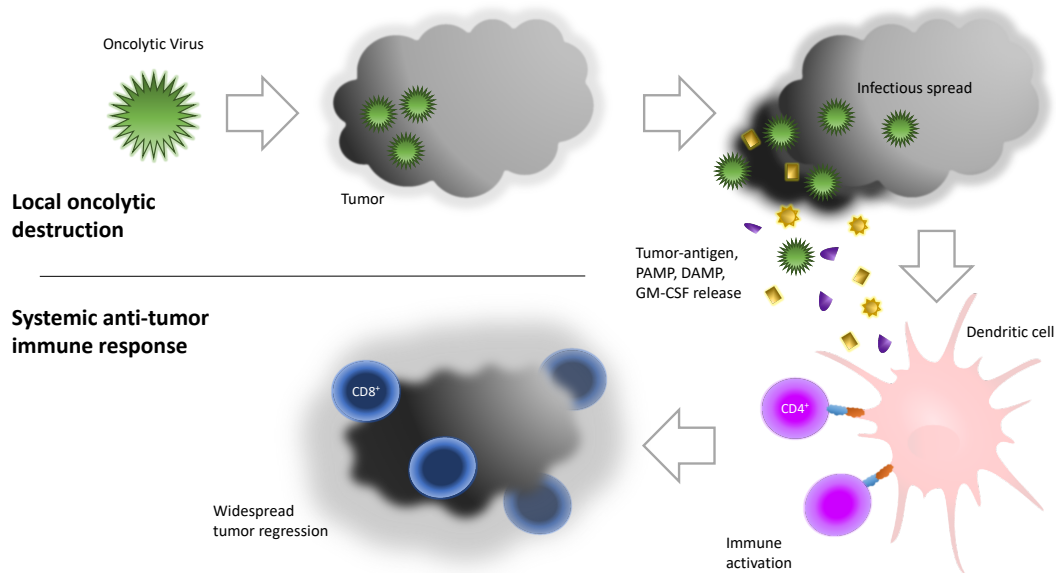 Oncolytic Virus
Infectious spread
Tumor
Local oncolytic
destruction
Tumor-antigen,
PAMP, DAMP,
GM-CSF release
Systemic anti-tumor
immune response
Dendritic cell
CD8⁺
CD4⁺
Widespread
tumor regression
Immune
activation